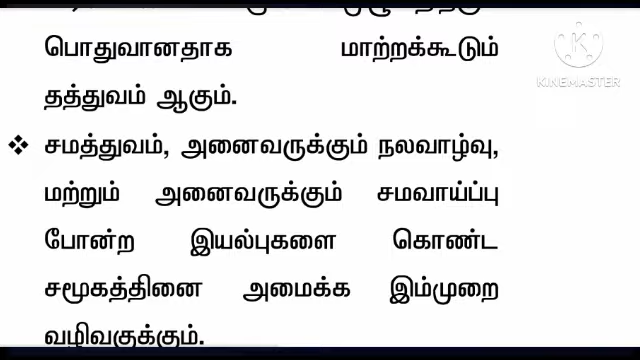 பொதுவானதாக மாற்றக்கூடும்
தத்துவம் ஆகும்.
❖ சமத்துவம், அனைவருக்கும் நலவாழ்வு,
மற்றும் அனைவருக்கும் சமவாய்ப்பு
போன்ற இயல்புகளை கொண்ட
சமூகத்தினை அமைக்க இம்முறை
வழிவகுக்கும்.
KINEMASTER